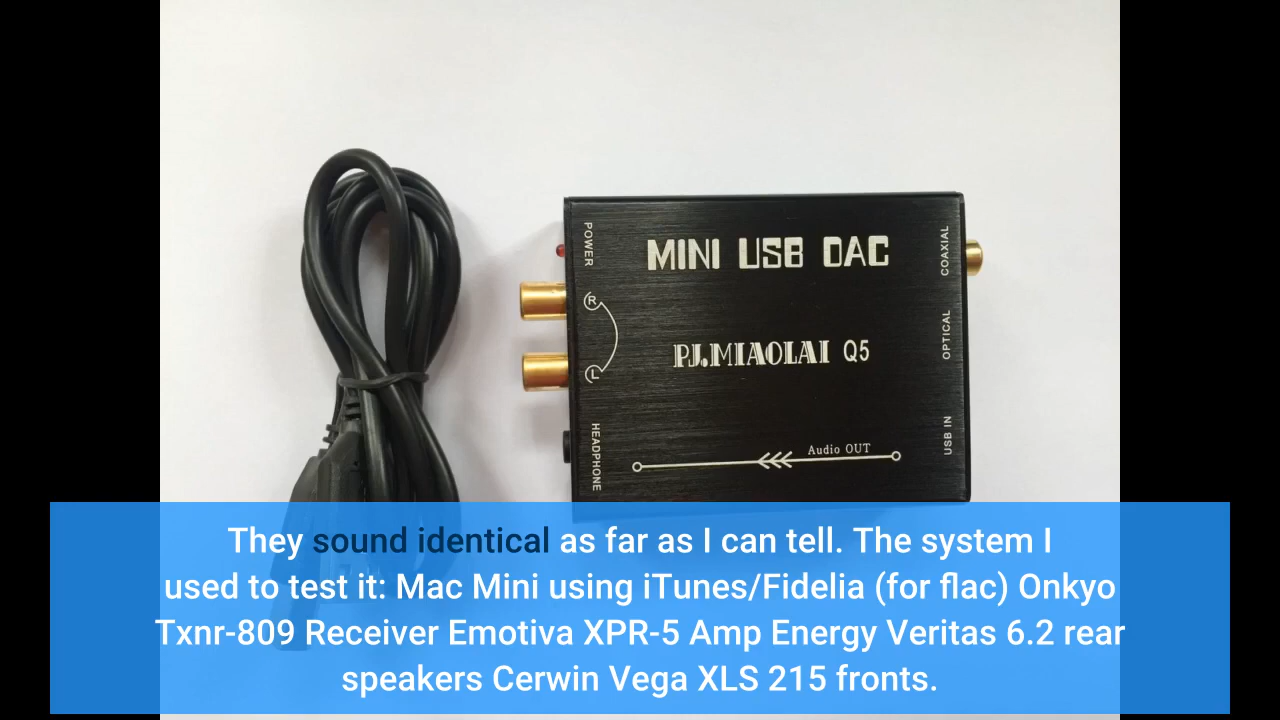 POWER
MINI USB DAC
COAXIAL
R
OPTICAL
PJ.MIAOLAI Q5
L
HEADPHONE
Audio OUT
USB IN
They sound identical as far as I can tell. The system I
used to test it: Mac Mini using iTunes/Fidelia (for flac) Onkyo
Txnr-809 Receiver Emotiva XPR-5 Amp Energy Veritas 6.2 rear
speakers Cerwin Vega XLS 215 fronts.